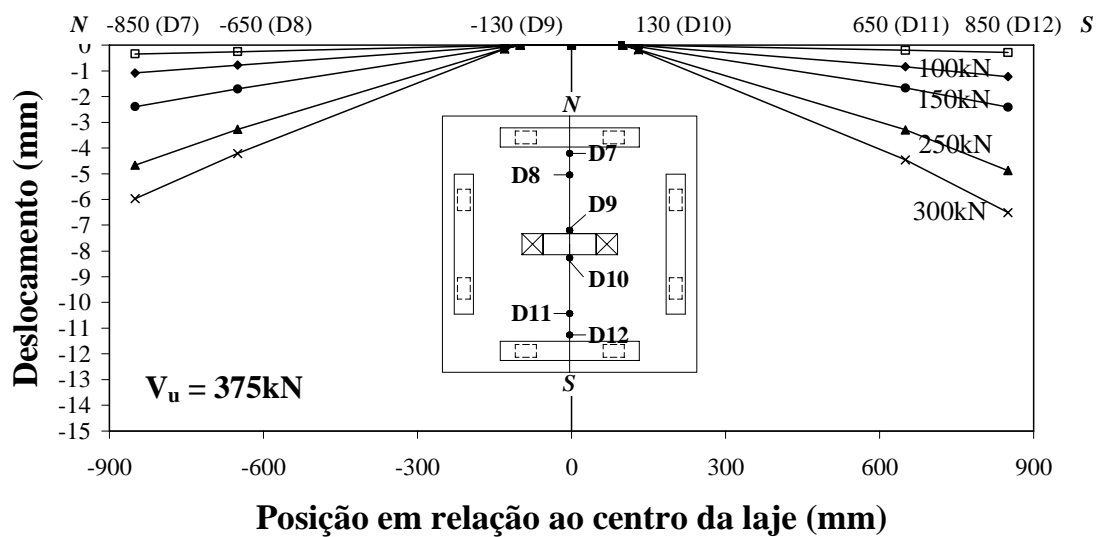 N -850 (D7) -650 (D8) -130 (D9) 130 (D10) 650 (D11) 850 (D12) S
0
-1
-2
-3
-4
-5
-6
-7
-8
-9
-10
-11
-12
-13
-14
-15
Deslocamento (mm)
100kN
150kN
250kN
300kN
N
D7
D8
D9
D10
D11
D12
S
Vu = 375kN
-900 -600 -300 0 300 600 900
Posição em relação ao centro da laje (mm)